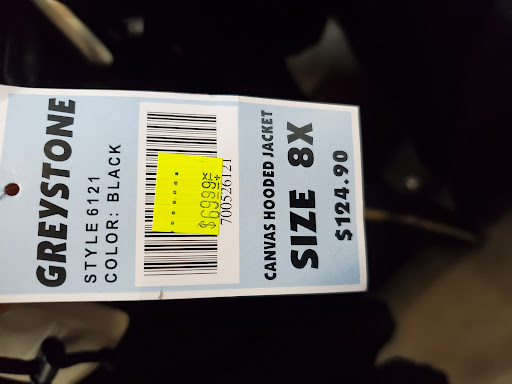 GREYSTONE
STYLE 6121
COLOR: BLACK
700526121
CANVAS HOODED JACKET
SIZE 8X
$124.90